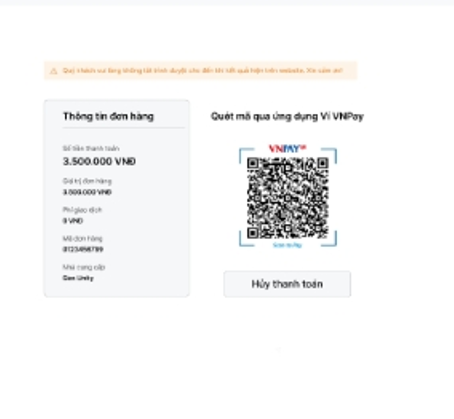 Quý khách vui lòng không tắt trình duyệt cho đến khi kết quả hiện trên website. Xin cảm ơn!
Thông tin đơn hàng
Số tiền thanh toán
3.500.000 VNĐ
Giá trị đơn hàng
3.500.000 VNĐ
Phí giao dịch
0 VNĐ
Mã đơn hàng
0123456789
Nhà cung cấp
Quét mã qua ứng dụng Ví VNPay
VNPAY QR
Scan to Pay
Hủy thanh toán